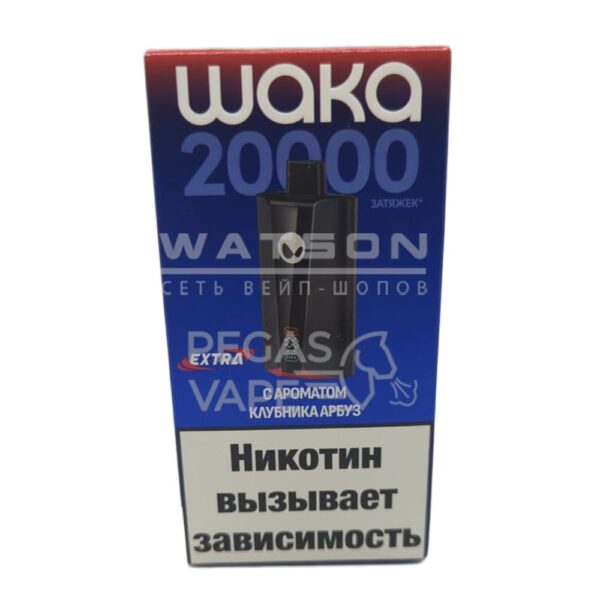 waka
20000
ЗАТЯЖЕК*
WATSON
СЕТЬ ВЕЙП-ШОПОВ
PEGAS
VAPE
EXTRA
С АРОМАТОМ
КЛУБНИКА АРБУЗ
Никотин
вызывает
зависимость